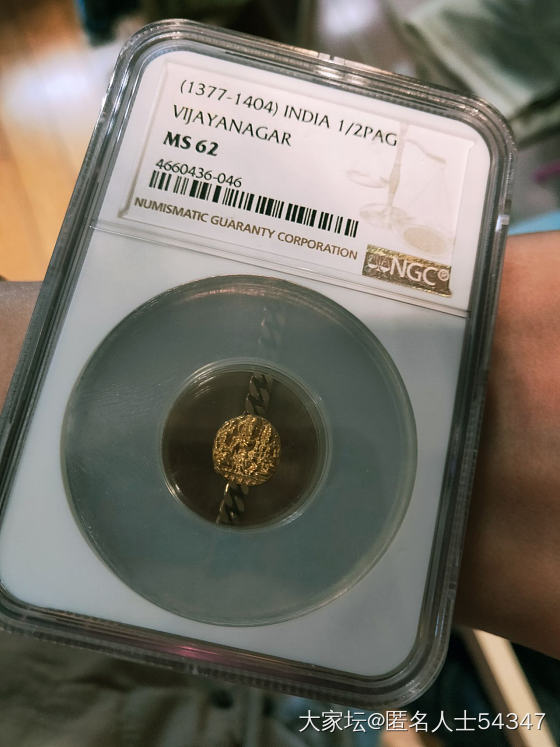 (1377-1404) INDIA 1/2PAG
VIJAYANAGAR
MS 62
4660436-046
NUMISMATIC GUARANTY CORPORATION
NGC®
大家坛@匿名人士54347